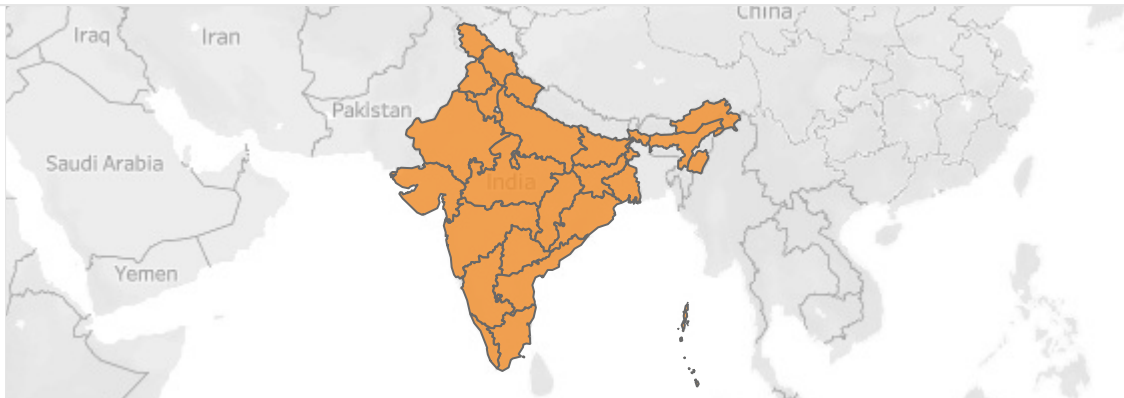 China
Iraq
Iran
Pakistan
Saudi Arabia
India
Yemen